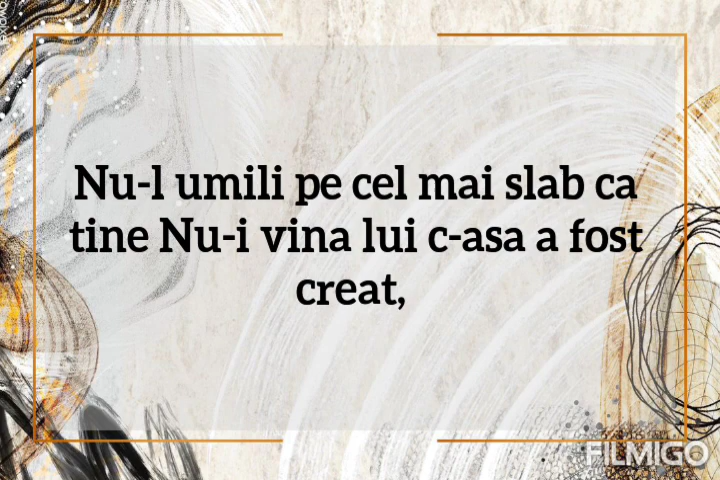 Nu-l umili pe cel mai slab ca
tine Nu-i vina lui c-asa a fost
creat,
FILMIGO